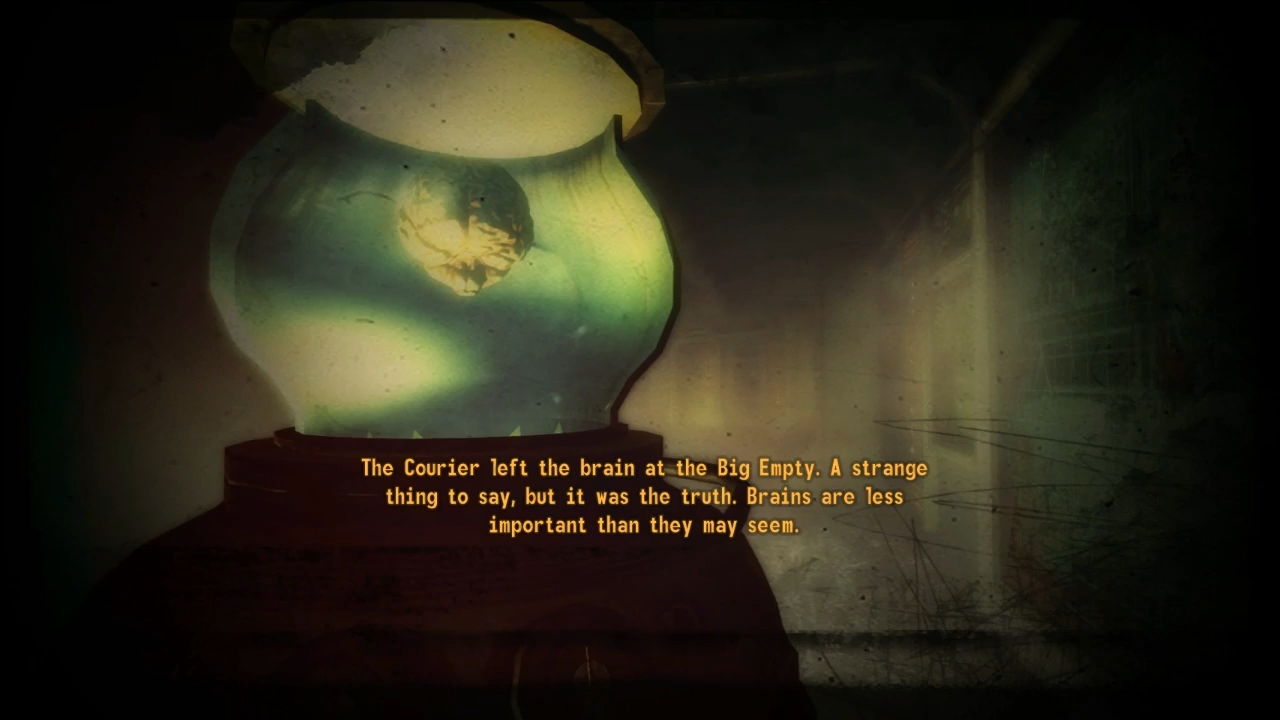 The Courier left the brain at the Big Empty. A strange
thing to say, but it was the truth. Brains are less
important than they may seem.